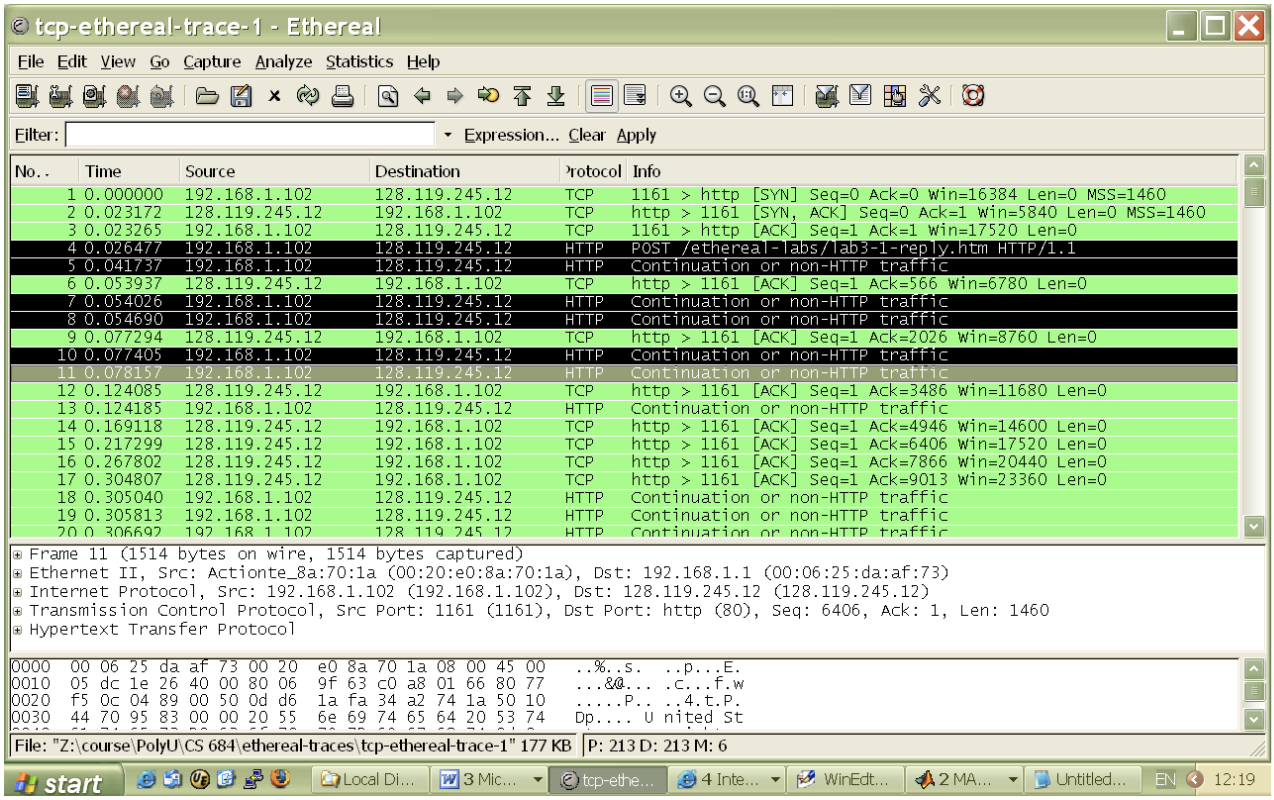 tcp-ethereal-trace-1 - Ethereal
File Edit View Go Capture Analyze Statistics Help
Filter: Expression... Clear Apply
No. . Time Source Destination Protocol Info
1 0.000000 192.168.1.102 128.119.245.12 TCP 1161 > http [SYN] Seq=0 Ack=0 Win=16384 Len=0 MSS=1460
2 0.023172 128.119.245.12 192.168.1.102 TCP http > 1161 [SYN, ACK] Seq=0 Ack=1 Win=5840 Len=0 MSS=1460
3 0.023265 192.168.1.102 128.119.245.12 TCP 1161 > http [ACK] Seq=1 Ack=1 Win=17520 Len=0
4 0.026477 192.168.1.102 128.119.245.12 HTTP POST /ethereal-labs/lab3-1-reply.htm HTTP/1.1
5 0.041737 192.168.1.102 128.119.245.12 HTTP Continuation or non-HTTP traffic
6 0.053937 128.119.245.12 192.168.1.102 TCP http > 1161 [ACK] Seq=1 Ack=566 Win=6780 Len=0
7 0.054026 192.168.1.102 128.119.245.12 HTTP Continuation or non-HTTP traffic
8 0.054690 192.168.1.102 128.119.245.12 HTTP Continuation or non-HTTP traffic
9 0.077294 128.119.245.12 192.168.1.102 TCP http > 1161 [ACK] Seq=1 Ack=2026 Win=8760 Len=0
10 0.077405 192.168.1.102 128.119.245.12 HTTP Continuation or non-HTTP traffic
11 0.078157 192.168.1.102 128.119.245.12 HTTP Continuation or non-HTTP traffic
12 0.124085 128.119.245.12 192.168.1.102 TCP http > 1161 [ACK] Seq=1 Ack=3486 Win=11680 Len=0
13 0.124185 192.168.1.102 128.119.245.12 HTTP Continuation or non-HTTP traffic
14 0.169118 128.119.245.12 192.168.1.102 TCP http > 1161 [ACK] Seq=1 Ack=4946 Win=14600 Len=0
15 0.217299 128.119.245.12 192.168.1.102 TCP http > 1161 [ACK] Seq=1 Ack=6406 Win=17520 Len=0
16 0.267802 128.119.245.12 192.168.1.102 TCP http > 1161 [ACK] Seq=1 Ack=7866 Win=20440 Len=0
17 0.304807 128.119.245.12 192.168.1.102 TCP http > 1161 [ACK] Seq=1 Ack=9013 Win=23360 Len=0
18 0.305040 192.168.1.102 128.119.245.12 HTTP Continuation or non-HTTP traffic
19 0.305813 192.168.1.102 128.119.245.12 HTTP Continuation or non-HTTP traffic
20 0.306692 192.168.1.102 128.119.245.12 HTTP Continuation or non-HTTP traffic
Frame 11 (1514 bytes on wire, 1514 bytes captured)
Ethernet II, Src: Actionte_8a:70:1a (00:20:e0:8a:70:1a), Dst: 192.168.1.1 (00:06:25:da:af:73)
Internet Protocol, Src: 192.168.1.102 (192.168.1.102), Dst: 128.119.245.12 (128.119.245.12)
Transmission Control Protocol, Src Port: 1161 (1161), Dst Port: http (80), Seq: 6406, Ack: 1, Len: 1460
Hypertext Transfer Protocol
0000 00 06 25 da af 73 00 20 e0 8a 70 1a 08 00 45 00 ..%..s. ..p...E.
0010 05 dc 1e 26 40 00 80 06 9f 63 c0 a8 01 66 80 77 ...&@... .c...f.w
0020 f5 0c 04 89 00 50 0d d6 1a fa 34 a2 74 1a 50 10 .....P.. ..4.t.P.
0030 44 70 95 83 00 00 20 55 6e 69 74 65 64 20 53 74 Dp.... U nited St
File: "Z:\course\PolyU\CS 684\ethereal-traces\tcp-ethereal-trace-1" 177 KB P: 213 D: 213 M: 6
start Local Di... 3 Mic... tcp-ethe... 4 Inte... WinEdt... 2 MA... Untitled... EN 12:19